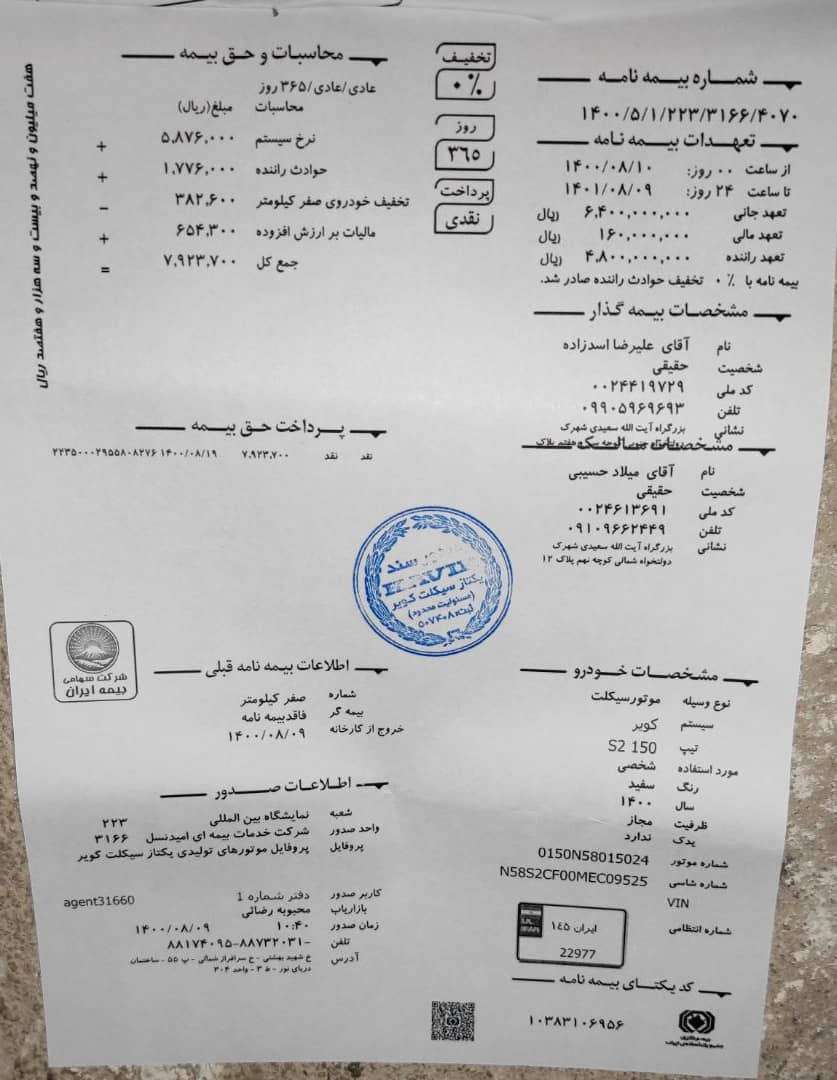 شماره بیمه نامه
۱۴۰۰/۵/۱/۲۲۳/۳۱۶۶/۴۰۷۰
تعهدات بیمه نامه
از ساعت ۰۰ روز: ۱۴۰۰/۰۸/۱۰
تا ساعت ۲۴ روز: ۱۴۰۱/۰۸/۰۹
تعهد جانی ۶,۴۰۰,۰۰۰,۰۰۰ ریال
تعهد مالی ۱۶۰,۰۰۰,۰۰۰ ریال
تعهد راننده ۴,۸۰۰,۰۰۰,۰۰۰ ریال
بیمه نامه با ۰٪ تخفیف حوادث راننده صادر شد.
مشخصات بیمه گذار
نام آقای علیرضا اسدزاده
شخصیت حقیقی
کد ملی ۰۰۲۴۴۱۹۷۲۹
تلفن ۰۹۹۰۵۹۶۹۶۹۳
نشانی بزرگراه آیت الله سعیدی شهرک
کوچه هفتم پلاک
مشخصات مالک
نام آقای میلاد حسیبی
شخصیت حقیقی
کد ملی ۰۰۲۴۶۱۳۶۹۱
تلفن ۰۹۱۰۹۶۶۲۴۴۹
نشانی بزرگراه آیت الله سعیدی شهرک
دولتخواه شمالی کوچه نهم پلاک ۱۲
مشخصات خودرو
نوع وسیله موتورسیکلت
سیستم کویر
تیپ S2 150
مورد استفاده شخصی
رنگ سفید
سال ۱۴۰۰
ظرفیت مجاز
یدک ندارد
شماره موتور 0150N58015024
شماره شاسی N58S2CF00MEC09525
VIN
شماره انتظامی
ایران ۱۴۵
22977
کد یکتای بیمه نامه
۱۰۳۸۳۱۰۶۹۵۶
تخفیف
۰٪
روز
۳۶۵
پرداخت
نقدی
محاسبات و حق بیمه
عادی/عادی/۳۶۵ روز
محاسبات مبلغ(ریال)
نرخ سیستم ۵,۸۷۶,۰۰۰ +
حوادث راننده ۱,۷۷۶,۰۰۰ +
تخفیف خودروی صفر کیلومتر ۳۸۲,۶۰۰ –
مالیات بر ارزش افزوده ۶۵۴,۳۰۰ +
جمع کل ۷,۹۲۳,۷۰۰ =
هفت میلیون و نهصد و بیست و سه هزار و هفتصد ریال
پرداخت حق بیمه
نقد نقد ۷,۹۲۳,۷۰۰ ۱۴۰۰/۰۸/۱۹ ۲۲۳۵۰۰۰۲۹۵۵۸۰۸۲۷۶
سند
یکتاز سیکلت کویر
(مسئولیت محدود)
ثبت: ۵۰۷۴۰۸
شرکت سهامی
بیمه ایران
اطلاعات بیمه نامه قبلی
شماره صفر کیلومتر
بیمه گر فاقدبیمه نامه
خروج از کارخانه ۱۴۰۰/۰۸/۰۹
اطلاعات صدور
شعبه نمایشگاه بین المللی ۲۲۳
واحد صدور شرکت خدمات بیمه ای امیدنسل ۳۱۶۶
پروفایل پروفایل موتورهای تولیدی یکتاز سیکلت کویر
کاربر صدور دفتر شماره 1 agent31660
بازاریاب محبوبه رضائی
زمان صدور ۱۰:۴۰ ۱۴۰۰/۰۸/۰۹
تلفن ۸۸۱۷۴۰۹۵-۸۸۷۳۲۰۳۱-
آدرس خ شهید بهشتی - خ سرافراز شمالی - پ ۵۵ - ساختمان
دریای نور - ط ۳ - واحد ۳۰۴